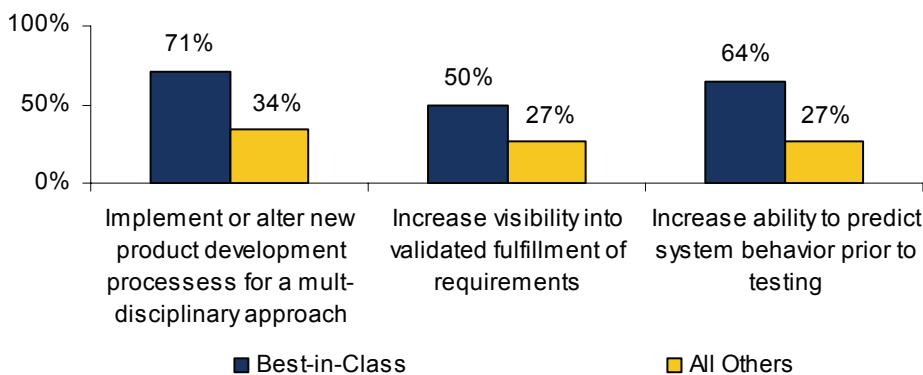 100%
71%
64%
50%
50%
34%
27%
27%
0%
Implement or alter new
product development
processess for a mult-
disciplinary approach
Increase visibility into
validated fulfillment of
requirements
Increase ability to predict
system behavior prior to
testing
Best-in-Class
All Others